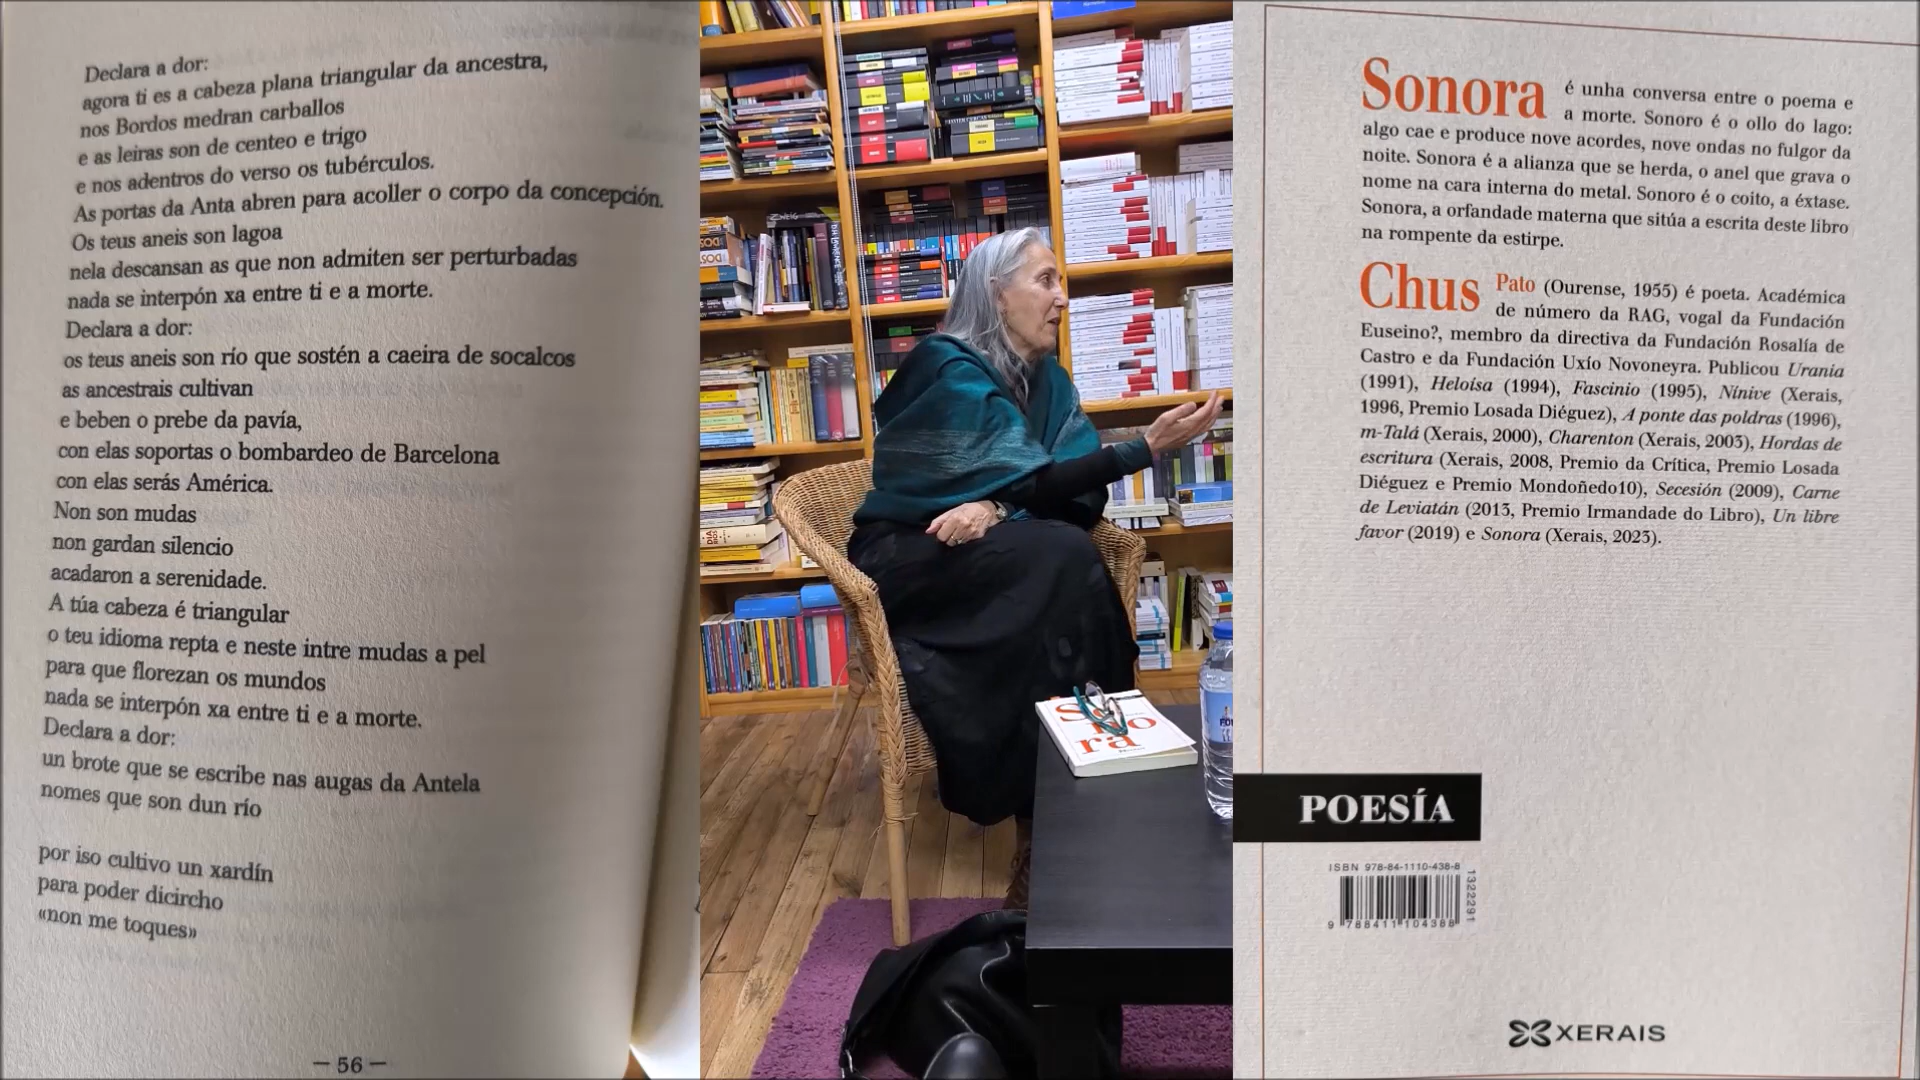 Declara a dor:
agora ti es a cabeza plana triangular da ancestra,
nos Bordos medran carballos
e as leiras son de centeo e trigo
e nos adentros do verso os tubérculos.
As portas da Anta abren para acoller o corpo da concepción.
Os teus aneis son lagoa
nela descansan as que non admiten ser perturbadas
nada se interpón xa entre ti e a morte.
Declara a dor:
os teus aneis son río que sostén a caeira de socalcos
as ancestrais cultivan
e beben o prebe da pavía,
con elas soportas o bombardeo de Barcelona
con elas serás América.
Non son mudas
non gardan silencio
acadaron a serenidade.
A túa cabeza é triangular
o teu idioma repta e neste intre mudas a pel
para que florezan os mundos
nada se interpón xa entre ti e a morte.
Declara a dor:
un brote que se escribe nas augas da Antela
nomes que son dun río
por iso cultivo un xardín
para poder dicircho
«non me toques»
— 56 —
So
no
ra
Sonora é unha conversa entre o poema e
a morte. Sonoro é o ollo do lago:
algo cae e produce nove acordes, nove ondas no fulgor da
noite. Sonora é a alianza que se herda, o anel que grava o
nome na cara interna do metal. Sonoro é o coito, a éxtase.
Sonora, a orfandade materna que sitúa a escrita deste libro
na rompente da estirpe.
Chus Pato (Ourense, 1955) é poeta. Académica
de número da RAG, vogal da Fundación
Euseino?, membro da directiva da Fundación Rosalía de
Castro e da Fundación Uxío Novoneyra. Publicou Urania
(1991), Heloísa (1994), Fascinio (1995), Nínive (Xerais,
1996, Premio Losada Diéguez), A ponte das poldras (1996),
m-Talá (Xerais, 2000), Charenton (Xerais, 2003), Hordas de
escritura (Xerais, 2008, Premio da Crítica, Premio Losada
Diéguez e Premio Mondoñedo10), Secesión (2009), Carne
de Leviatán (2013, Premio Irmandade do Libro), Un libre
favor (2019) e Sonora (Xerais, 2023).
POESÍA
ISBN 978-84-1110-438-8
1322291
9 788411 104388
XERAIS